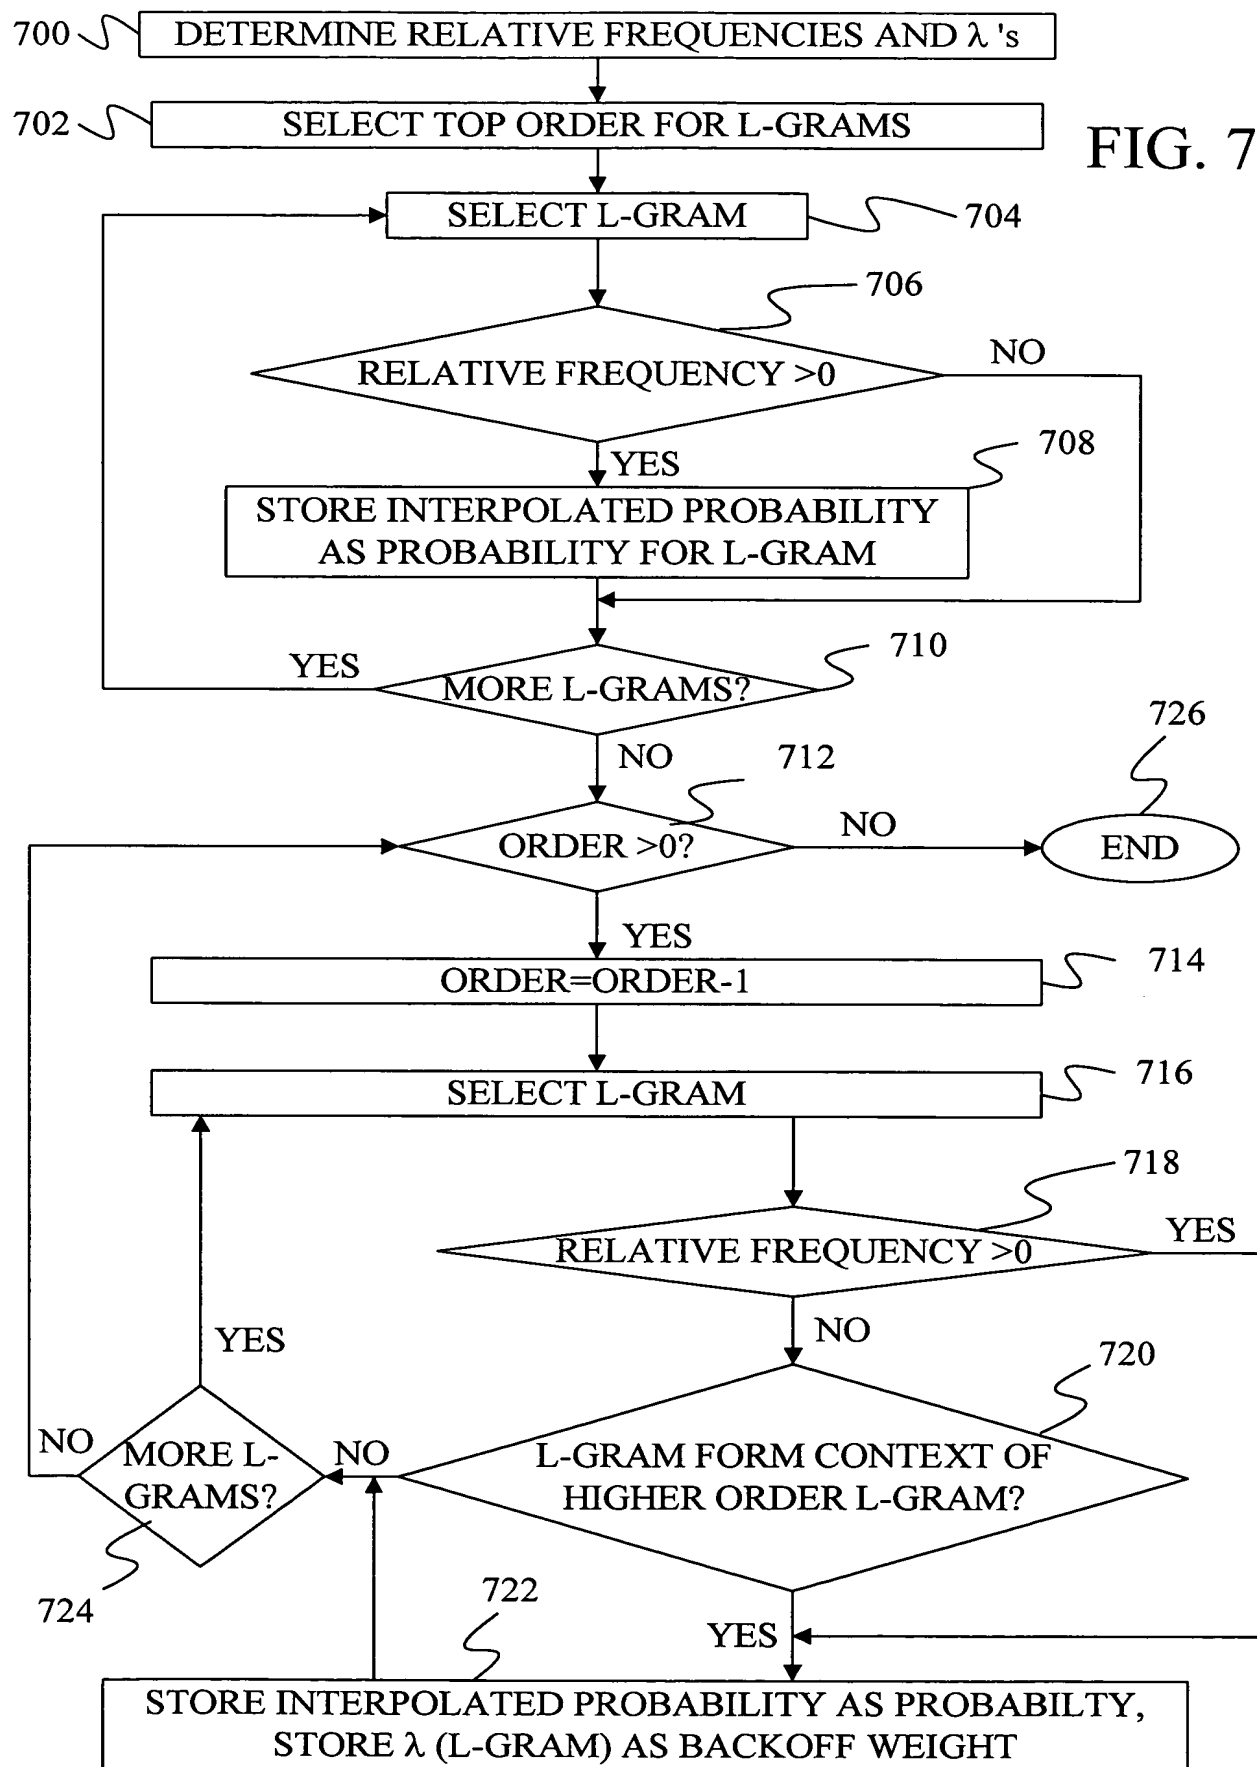 700
DETERMINE RELATIVE FREQUENCIES AND λ 's
702
SELECT TOP ORDER FOR L-GRAMS
FIG. 7
SELECT L-GRAM
704
706
RELATIVE FREQUENCY >0
NO
YES
708
STORE INTERPOLATED PROBABILITY
AS PROBABILITY FOR L-GRAM
710
YES
MORE L-GRAMS?
NO
712
726
ORDER >0?
NO
END
YES
ORDER=ORDER-1
714
SELECT L-GRAM
716
718
RELATIVE FREQUENCY >0
YES
NO
YES
720
NO
MORE L-
GRAMS?
NO
L-GRAM FORM CONTEXT OF
HIGHER ORDER L-GRAM?
724
722
YES
STORE INTERPOLATED PROBABILITY AS PROBABILTY,
STORE λ (L-GRAM) AS BACKOFF WEIGHT